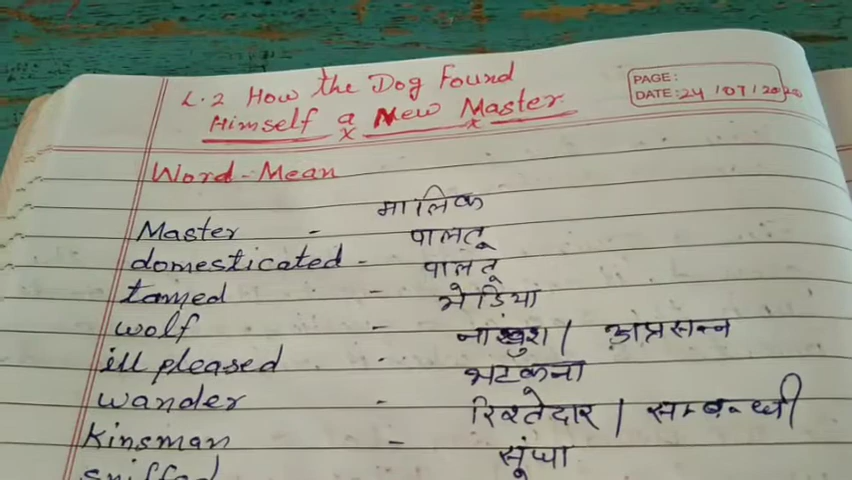 L.2 How the Dog Found
Himself a New Master
PAGE:
DATE: 24/07/2020
Word-Mean
Master - मालिक
domesticated - पालतू
tamed - पालतू
wolf - भेडिया
ill pleased - नाखुश / अप्रसन्न
wander - भटकना
Kinsman - रिश्तेदार / सम्बन्धी
sniffed सूंघा